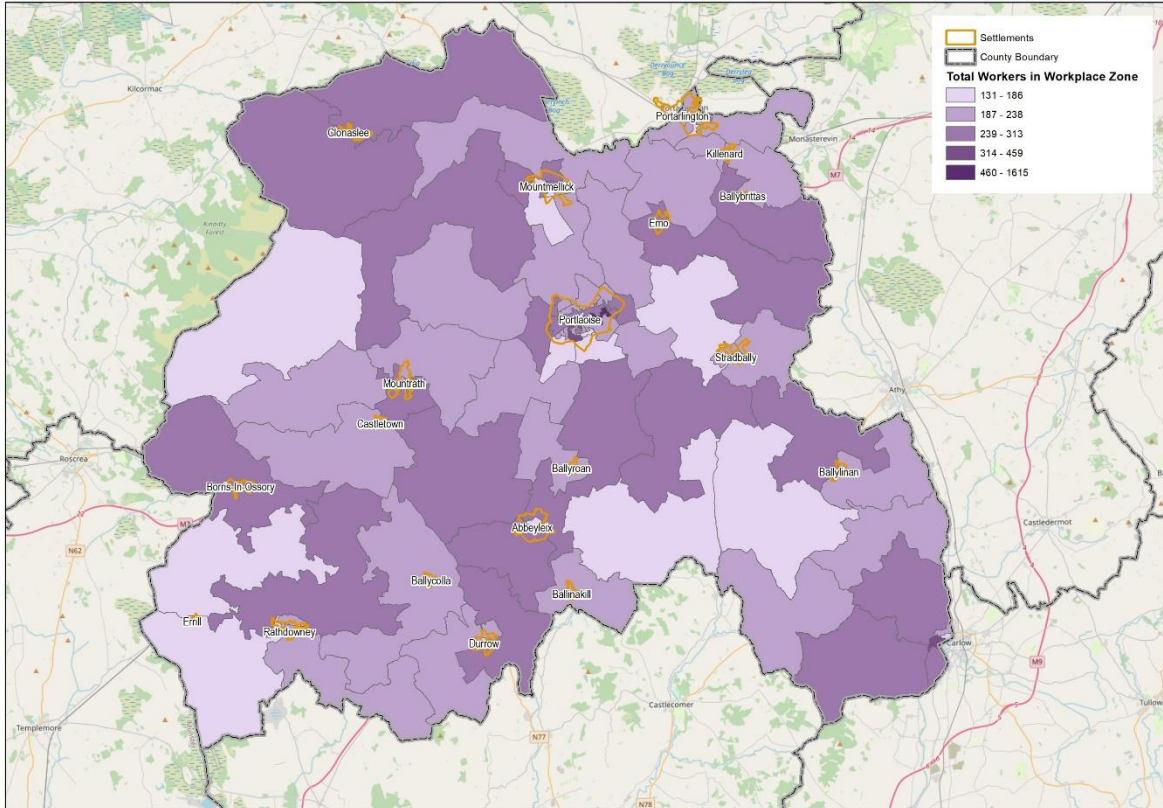 Settlements
County Boundary
Total Workers in Workplace Zone
131 - 186
187 - 238
239 - 313
314 - 459
460 - 1615
Kilcormac
Clonaslee
Portarlington
Killenard
Monasterevin
M7
Mountmellick
Ballybrittas
Emo
Portlaoise
Stradbally
Mountrath
Athy
Castletown
Roscrea
Ballyroan
Ballylinan
Borris-In-Ossory
M7
Abbeyleix
Castledermot
N62
Ballycolla
Ballinakill
Errill
Rathdowney
Durrow
Carlow
M9
Castlecomer
Tullow
Templemore
N77
N78